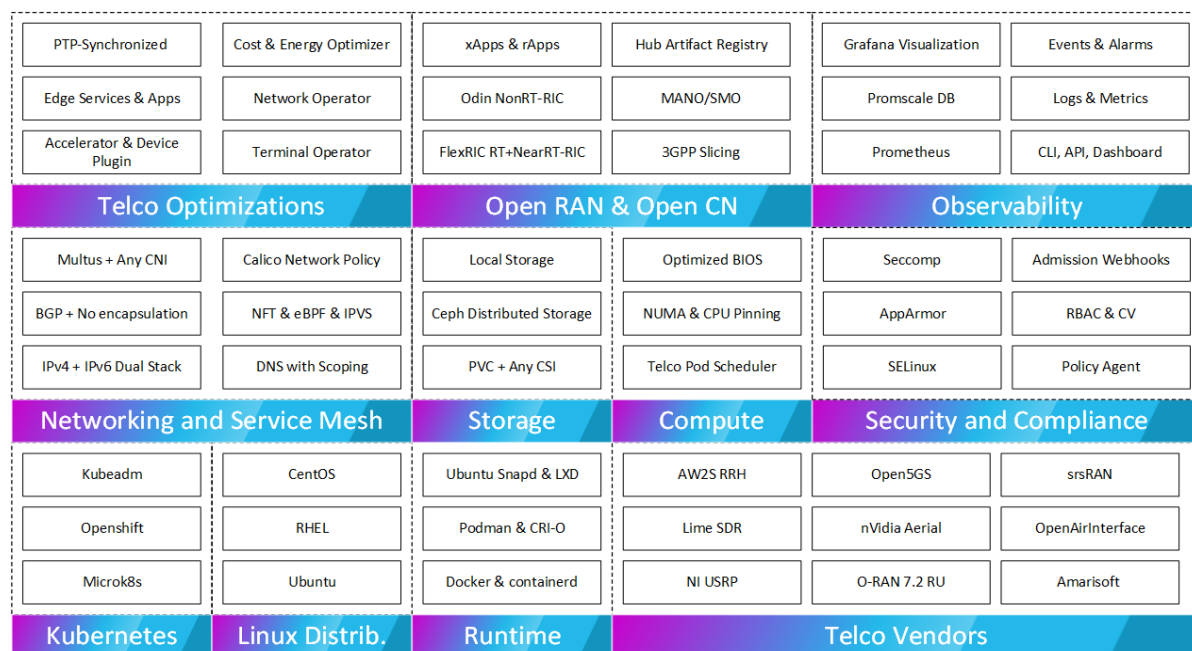 PTP-Synchronized
Cost & Energy Optimizer
Edge Services & Apps
Network Operator
Accelerator & Device
Plugin
Terminal Operator
Telco Optimizations
xApps & rApps
Hub Artifact Registry
Odin NonRT-RIC
MANO/SMO
FlexRIC RT+NearRT-RIC
3GPP Slicing
Open RAN & Open CN
Grafana Visualization
Events & Alarms
Promscale DB
Logs & Metrics
Prometheus
CLI, API, Dashboard
Observability
Multus + Any CNI
Calico Network Policy
BGP + No encapsulation
NFT & eBPF & IPVS
IPv4 + IPv6 Dual Stack
DNS with Scoping
Networking and Service Mesh
Local Storage
Ceph Distributed Storage
PVC + Any CSI
Storage
Optimized BIOS
NUMA & CPU Pinning
Telco Pod Scheduler
Compute
Seccomp
Admission Webhooks
AppArmor
RBAC & CV
SELinux
Policy Agent
Security and Compliance
Kubeadm
Openshift
Microk8s
Kubernetes
CentOS
RHEL
Ubuntu
Linux Distrib.
Ubuntu Snapd & LXD
Podman & CRI-O
Docker & containerd
Runtime
AW2S RRH
Open5GS
srsRAN
Lime SDR
nVidia Aerial
OpenAirInterface
NI USRP
O-RAN 7.2 RU
Amarisoft
Telco Vendors